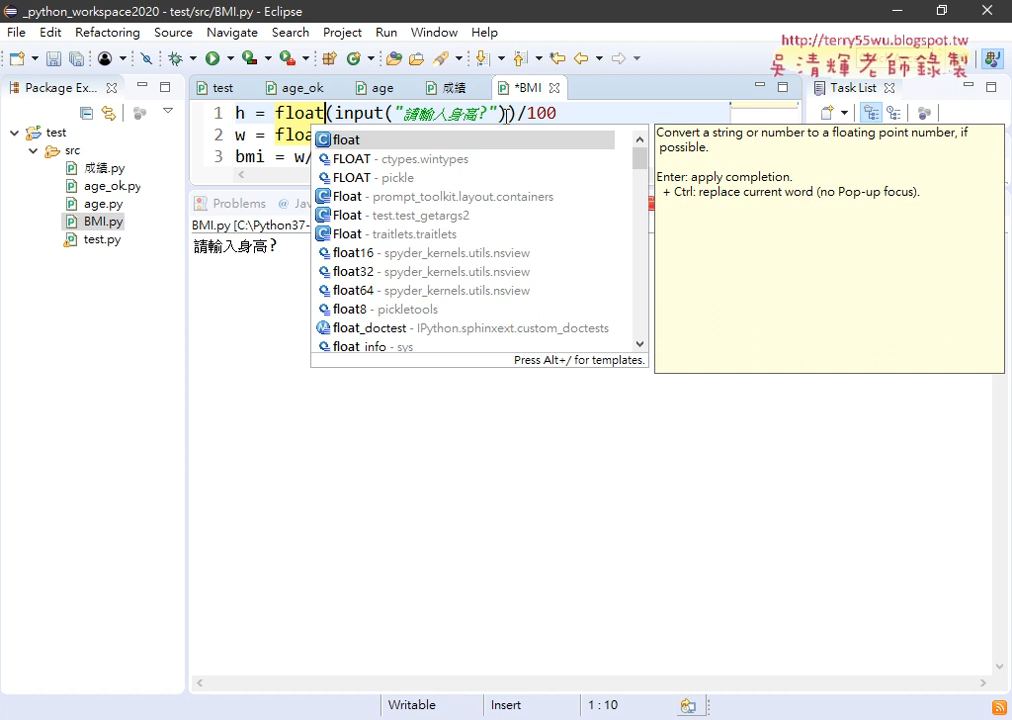 _python_workspace2020 - test/src/BMI.py - Eclipse
File Edit Refactoring Source Navigate Search Project Run Window Help
http://terry55wu.blogspot.tw
吳清輝老師錄製
Package Ex...
test
age_ok
age
成績
*BMI
Task List
test
src
成績.py
age_ok.py
age.py
BMI.py
test.py
1 h = float(input("請輸入身高?"))/100
2 w = floa
3 bmi = w/
Problems @ Jav
BMI.py [C:\Python37-
請輸入身高?
float
FLOAT - ctypes.wintypes
FLOAT - pickle
Float - prompt_toolkit.layout.containers
Float - test.test_getargs2
Float - traitlets.traitlets
float16 - spyder_kernels.utils.nsview
float32 - spyder_kernels.utils.nsview
float64 - spyder_kernels.utils.nsview
float8 - pickletools
float_doctest - IPython.sphinxext.custom_doctests
float_info - sys
Press Alt+/ for templates.
Convert a string or number to a floating point number, if
possible.
Enter: apply completion.
+ Ctrl: replace current word (no Pop-up focus).
Writable
Insert
1 : 10